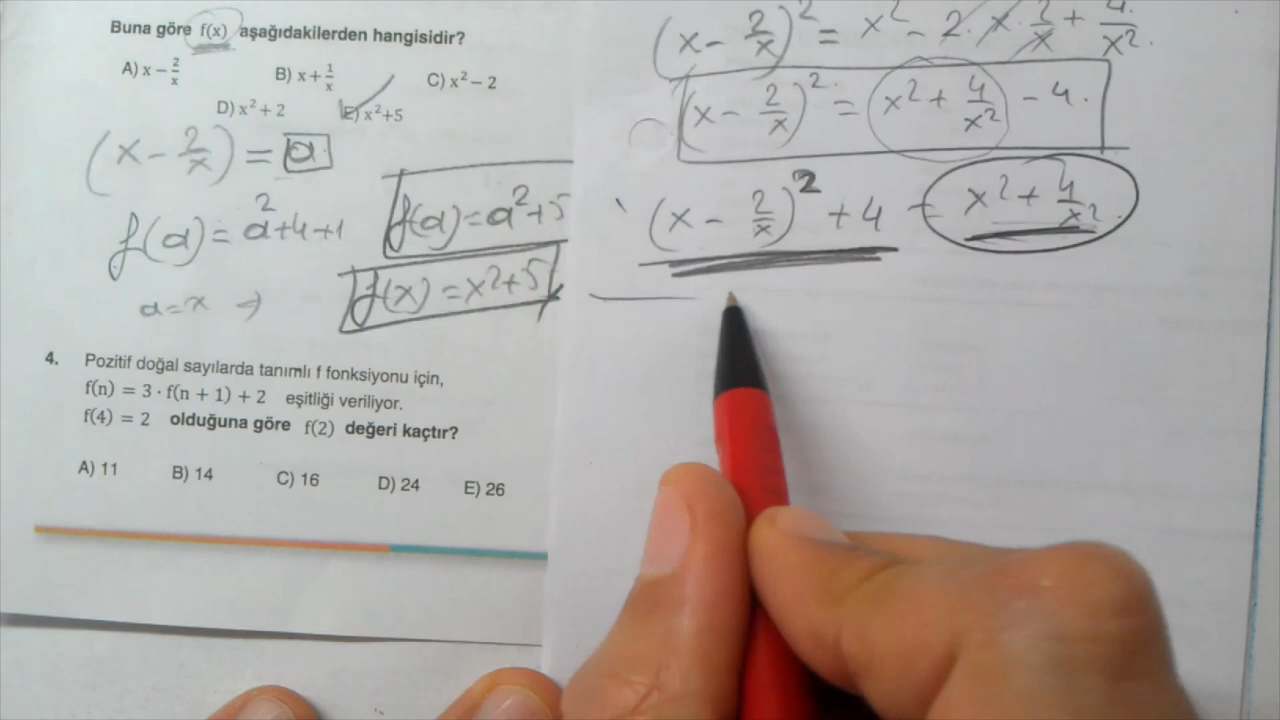 Buna göre f(x) aşağıdakilerden hangisidir?
A) x − 2/x B) x + 1/x C) x² − 2
D) x² + 2 E) x²+5
(x − 2/x) = a
f(a) = a²+4+1
f(a) = a²+5
a = x ⇒ f(x) = x²+5
4. Pozitif doğal sayılarda tanımlı f fonksiyonu için,
f(n) = 3 · f(n + 1) + 2 eşitliği veriliyor.
f(4) = 2 olduğuna göre f(2) değeri kaçtır?
A) 11 B) 14 C) 16 D) 24 E) 26
(x − 2/x)² = x² − 2. x. 2/x + 4/x².
(x − 2/x)² = x² + 4/x² − 4.
(x − 2/x)² + 4 = x² + 4/x²